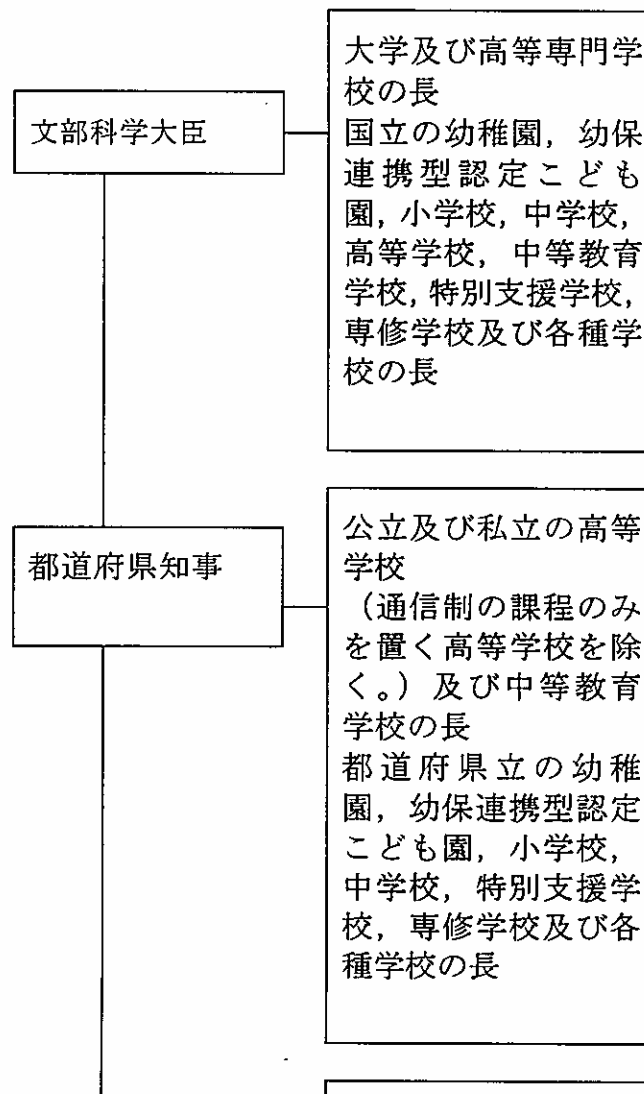 文部科学大臣
大学及び高等専門学
校の長
国立の幼稚園，幼保
連携型認定こども
園，小学校，中学校，
高等学校，中等教育
学校，特別支援学校，
専修学校及び各種学
校の長
都道府県知事
公立及び私立の高等
学校
（通信制の課程のみ
を置く高等学校を除
く。）及び中等教育
学校の長
都道府県立の幼稚
園，幼保連携型認定
こども園，小学校，
中学校，特別支援学
校，専修学校及び各
種学校の長